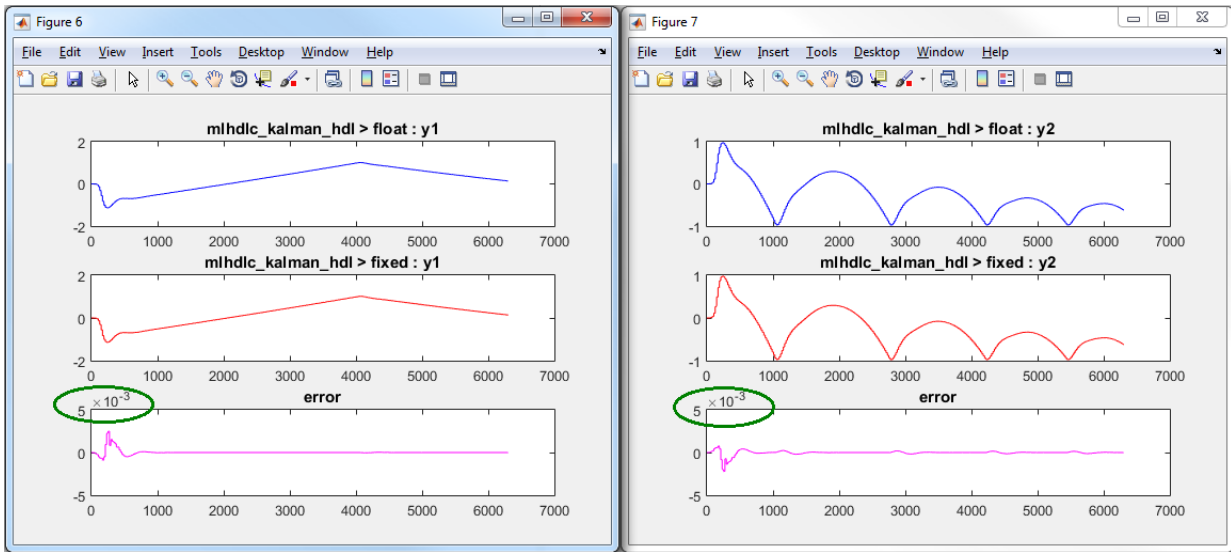 Figure 6
File Edit View Insert Tools Desktop Window Help
mlhdlc_kalman_hdl > float : y1
2
0
-2
0 1000 2000 3000 4000 5000 6000 7000
mlhdlc_kalman_hdl > fixed : y1
2
0
-2
0 1000 2000 3000 4000 5000 6000 7000
error
×10-3
5
0
-5
0 1000 2000 3000 4000 5000 6000 7000
Figure 7
File Edit View Insert Tools Desktop Window Help
mlhdlc_kalman_hdl > float : y2
1
0
-1
0 1000 2000 3000 4000 5000 6000 7000
mlhdlc_kalman_hdl > fixed : y2
1
0
-1
0 1000 2000 3000 4000 5000 6000 7000
error
×10-3
5
0
-5
0 1000 2000 3000 4000 5000 6000 7000